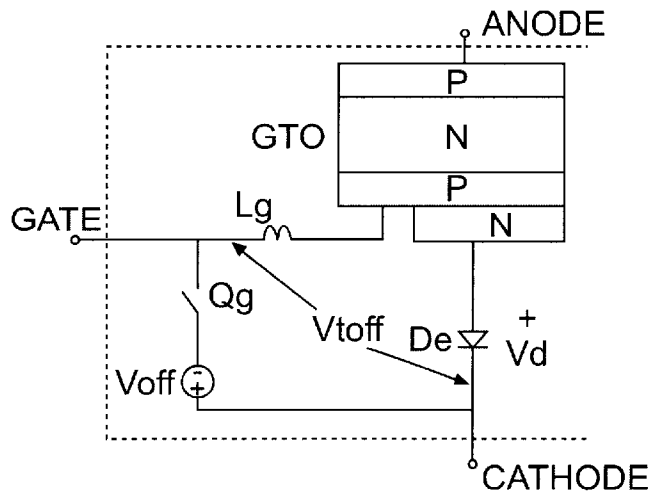 ANODE
P
GTO
N
P
N
Lg
GATE
Qg
Vtoff
De
+
Vd
Voff
-
+
CATHODE